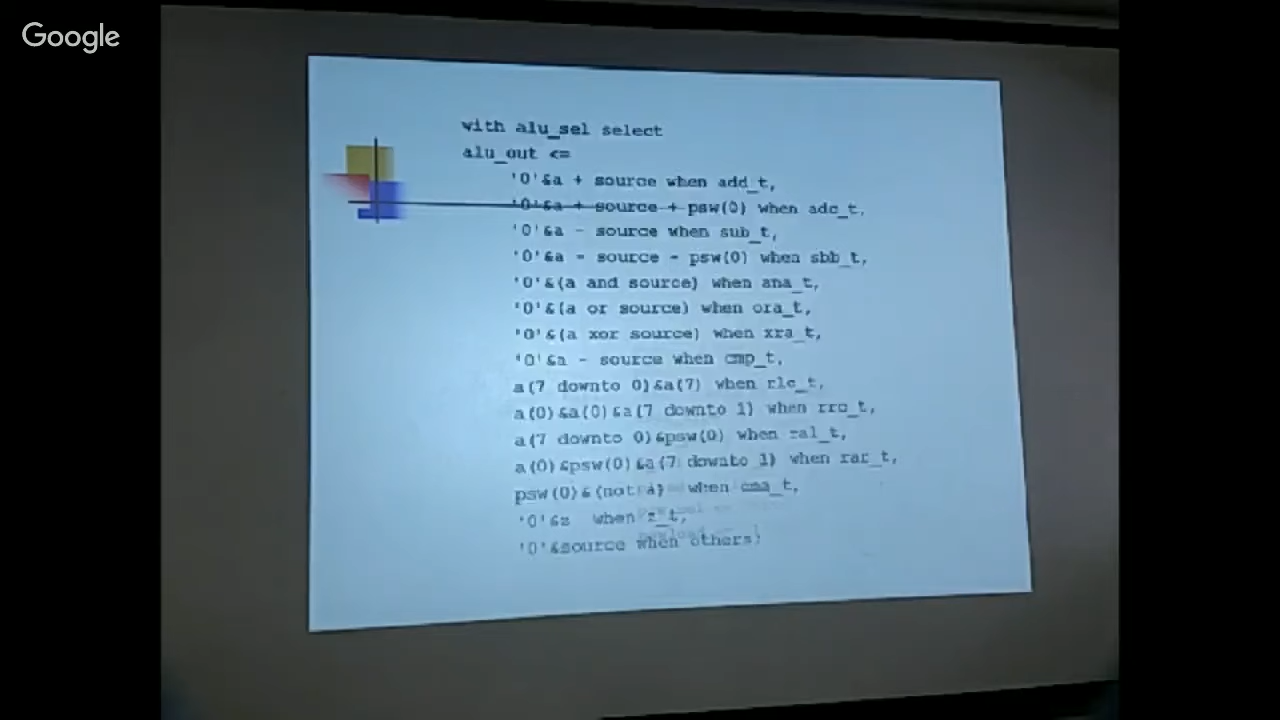 Google
with alu_sel select
alu_out <=
'0'&a + source when add_t,
'0'&a + source + psw(0) when adc_t,
'0'&a - source when sub_t,
'0'&a - source - psw(0) when sbb_t,
'0'&(a and source) when ana_t,
'0'&(a or source) when ora_t,
'0'&(a xor source) when xra_t,
'0'&a - source when cmp_t,
a(7 downto 0)&a(7) when rlc_t,
a(0)&a(0)&a(7 downto 1) when rrc_t,
a(7 downto 0)&psw(0) when ral_t,
a(0)&psw(0)&a(7 downto 1) when rar_t,
psw(0)&(not a) when cma_t,
'0'&z when z_t,
'0'&source when others;